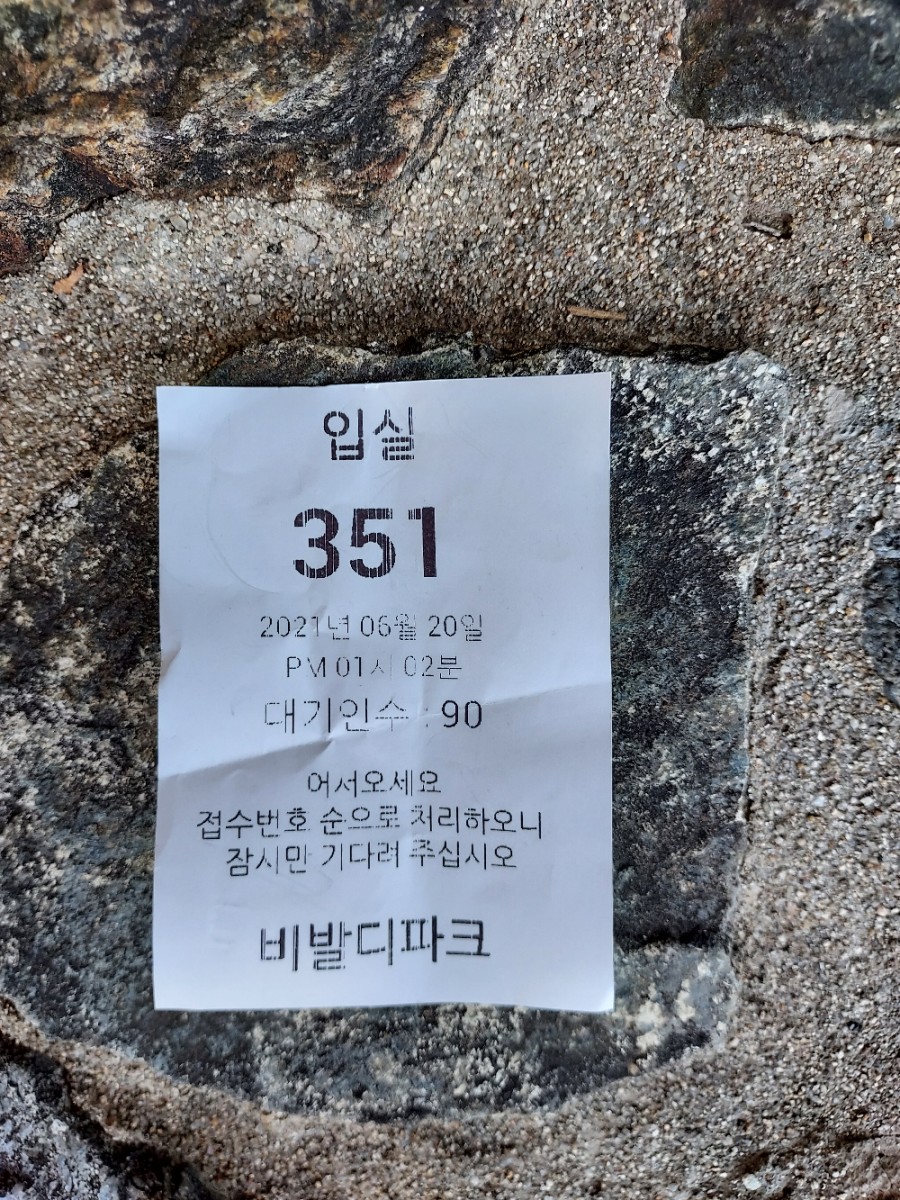 입실
351
2021년 06월 20일
PM 01시 02분
대기인수 : 90
어서오세요
접수번호 순으로 처리하오니
잠시만 기다려 주십시오
비발디파크